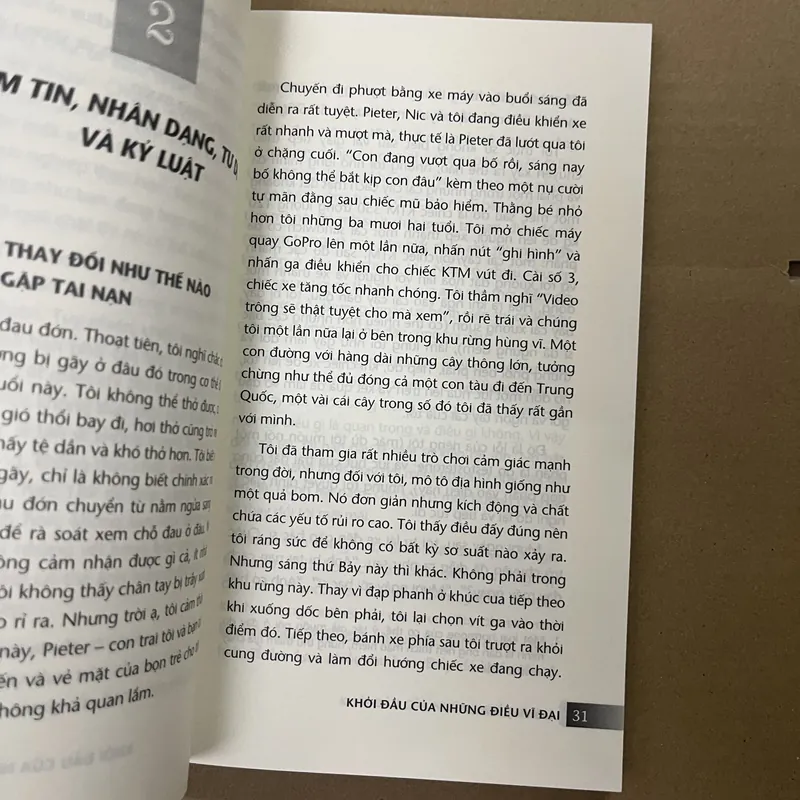 2
TIN, NHÂN DẠNG,
VÀ KỶ LUẬT
THAY ĐỔI NHƯ THẾ NÀO
GẶP TAI NẠN
đau đớn. Thoạt tiên, tôi nghĩ chắc
bị gãy ở đâu đó trong cơ thể
này. Tôi không thể thở được,
gió thổi bay đi, hơi thở cũng
tệ dần và khó thở hơn. Tôi
gãy, chỉ là không biết chính xác
đớn chuyển từ nằm ngửa
để rà soát xem chỗ đau ở đâu.
cảm nhận được gì cả, ít
không thấy chân tay bị trầy
rỉ ra. Nhưng trời ạ, tôi cảm
này, Pieter – con trai tôi và
và vẻ mặt của bọn trẻ cho
không khả quan lắm.
Chuyến đi phượt bằng xe máy vào buổi sáng đã
diễn ra rất tuyệt. Pieter, Nic và tôi đang điều khiển xe
rất nhanh và mượt mà, thực tế là Pieter đã lướt qua tôi
ở chặng cuối. “Con đang vượt qua bố rồi, sáng nay
bố không thể bắt kịp con đâu” kèm theo một nụ cười
tự mãn đằng sau chiếc mũ bảo hiểm. Thằng bé nhỏ
hơn tôi những ba mươi hai tuổi. Tôi mở chiếc máy
quay GoPro lên một lần nữa, nhấn nút “ghi hình” và
nhấn ga điều khiển cho chiếc KTM vút đi. Cài số 3,
chiếc xe tăng tốc nhanh chóng. Tôi thầm nghĩ “Video
trông sẽ thật tuyệt cho mà xem”, rồi rẽ trái và chúng
tôi một lần nữa lại ở bên trong khu rừng hùng vĩ. Một
con đường với hàng dài những cây thông lớn, tưởng
chừng như thể đủ đóng cả một con tàu đi đến Trung
Quốc, một vài cái cây trong số đó tôi đã thấy rất gần
với mình.
Tôi đã tham gia rất nhiều trò chơi cảm giác mạnh
trong đời, nhưng đối với tôi, mô tô địa hình giống như
một quả bom. Nó đơn giản nhưng kích động và chất
chứa các yếu tố rủi ro cao. Tôi thấy điều đấy đúng nên
tôi ráng sức để không có bất kỳ sơ suất nào xảy ra.
Nhưng sáng thứ Bảy này thì khác. Không phải trong
khu rừng này. Thay vì đạp phanh ở khúc cua tiếp theo
khi xuống dốc bên phải, tôi lại chọn vít ga vào thời
điểm đó. Tiếp theo, bánh xe phía sau tôi trượt ra khỏi
cung đường và làm đổi hướng chiếc xe đang chạy.
KHỞI ĐẦU CỦA NHỮNG ĐIỀU VĨ ĐẠI 31